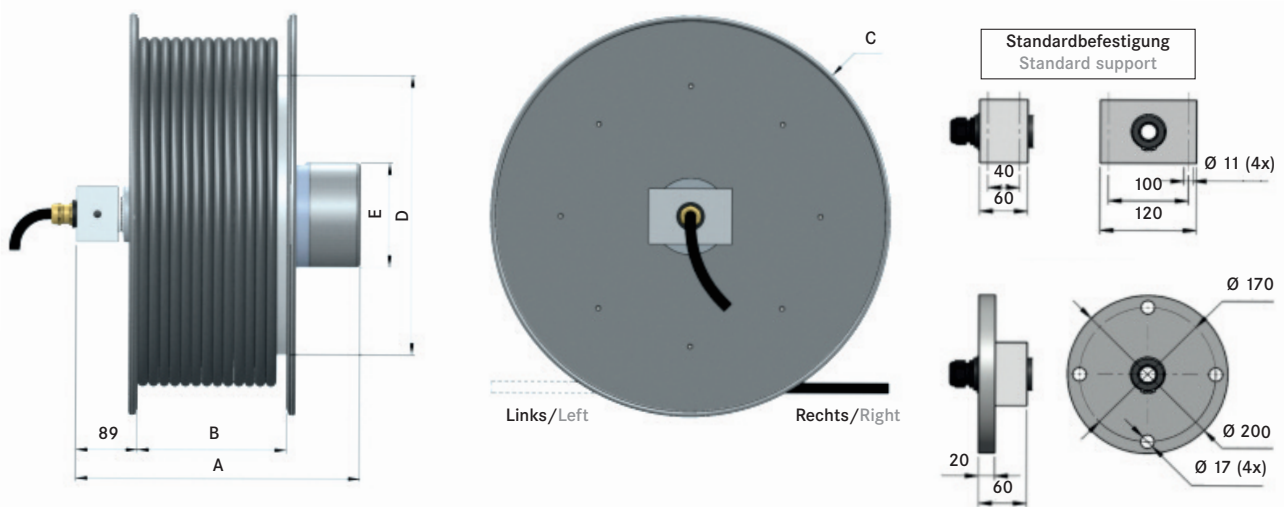 E
D
89
B
A
C
Links/Left
Rechts/Right
Standardbefestigung
Standard support
40
60
100
120
Ø 11 (4x)
20
60
Ø 170
Ø 200
Ø 17 (4x)